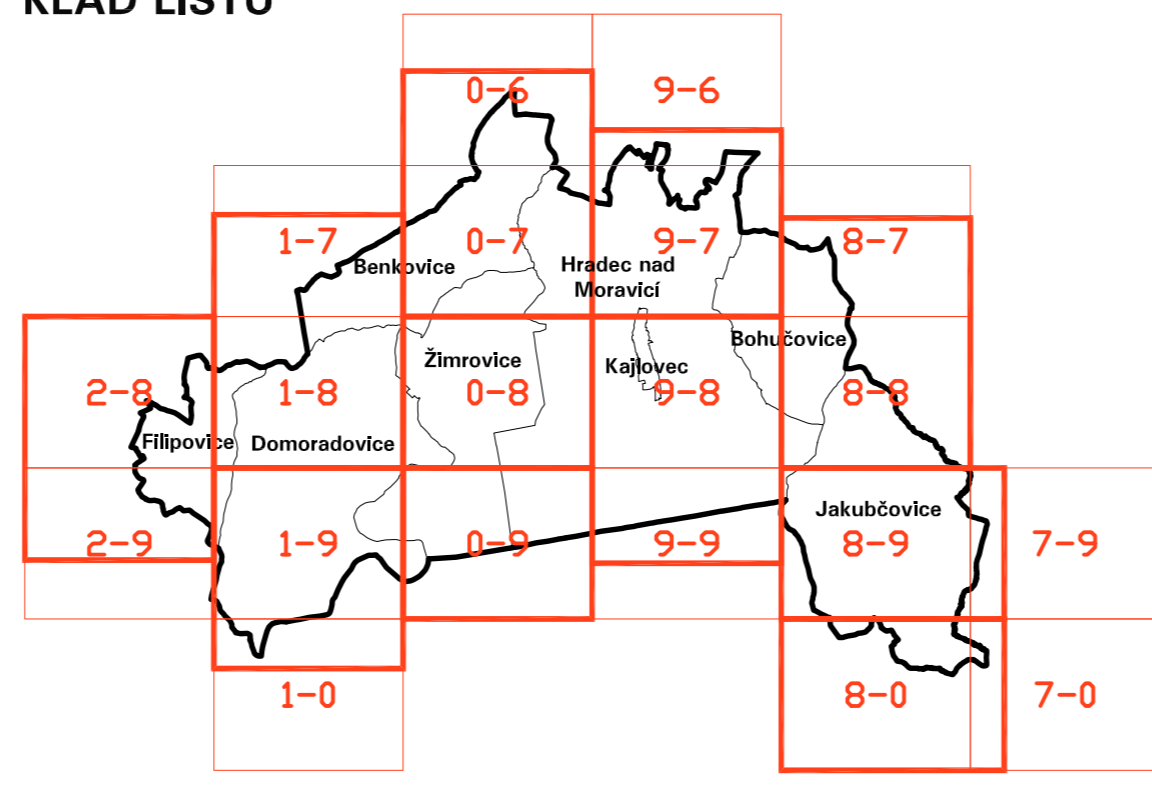 KLAD LISTŮ
0-6
9-6
1-7
0-7
9-7
8-7
Benkovice
Hradec nad
Moravicí
Bohučovice
Žimrovice
Kajlovec
2-8
1-8
0-8
9-8
8-8
Filipovice
Domoradovice
Jakubčovice
2-9
1-9
0-9
9-9
8-9
7-9
1-0
8-0
7-0